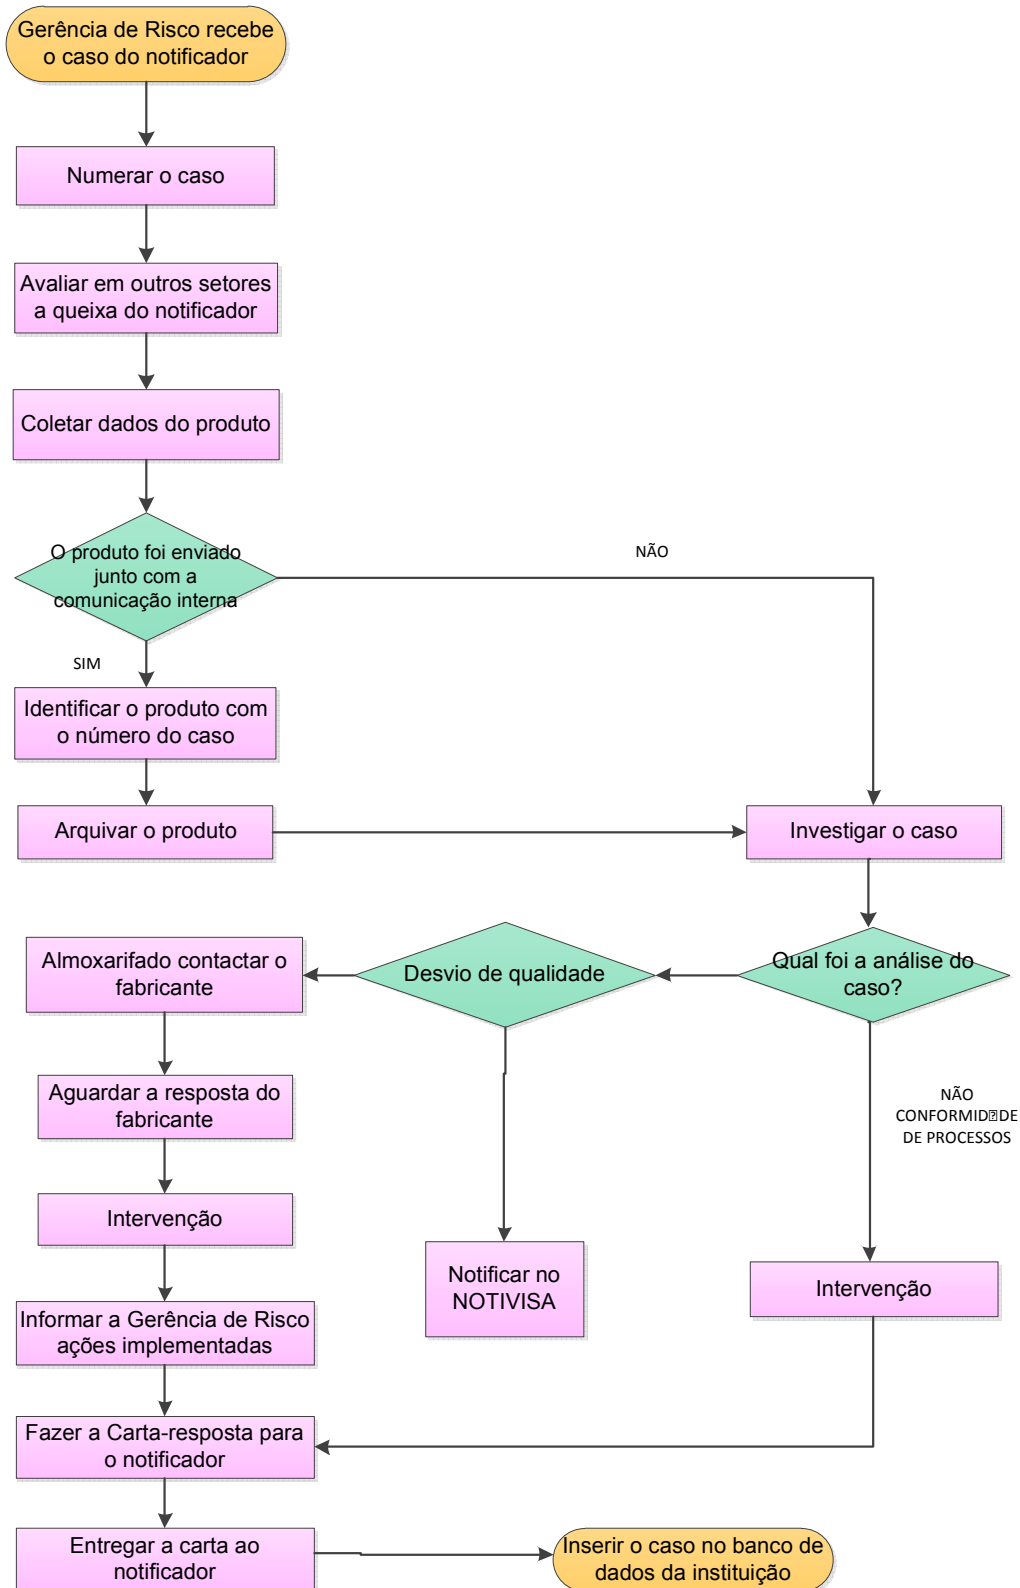 Gerência de Risco recebe
o caso do notificador
Numerar o caso
Avaliar em outros setores
a queixa do notificador
Coletar dados do produto
O produto foi enviado
junto com a
comunicação interna
NÃO
SIM
Identificar o produto com
o número do caso
Arquivar o produto
Investigar o caso
Almoxarifado contactar o
fabricante
Desvio de qualidade
Qual foi a análise do
caso?
Aguardar a resposta do
fabricante
NÃO
CONFORMID⍰DE
DE PROCESSOS
Intervenção
Notificar no
NOTIVISA
Intervenção
Informar a Gerência de Risco
ações implementadas
Fazer a Carta-resposta para
o notificador
Entregar a carta ao
notificador
Inserir o caso no banco de
dados da instituição